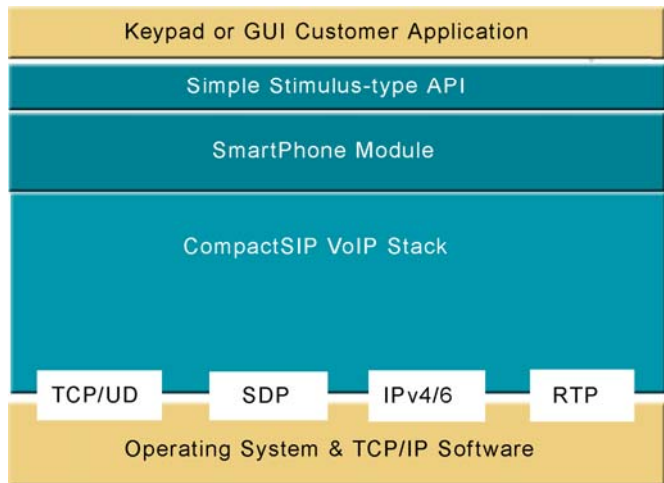 Keypad or GUI Customer Application
Simple Stimulus-type API
SmartPhone Module
CompactSIP VoIP Stack
TCP/UD SDP IPv4/6 RTP
Operating System & TCP/IP Software